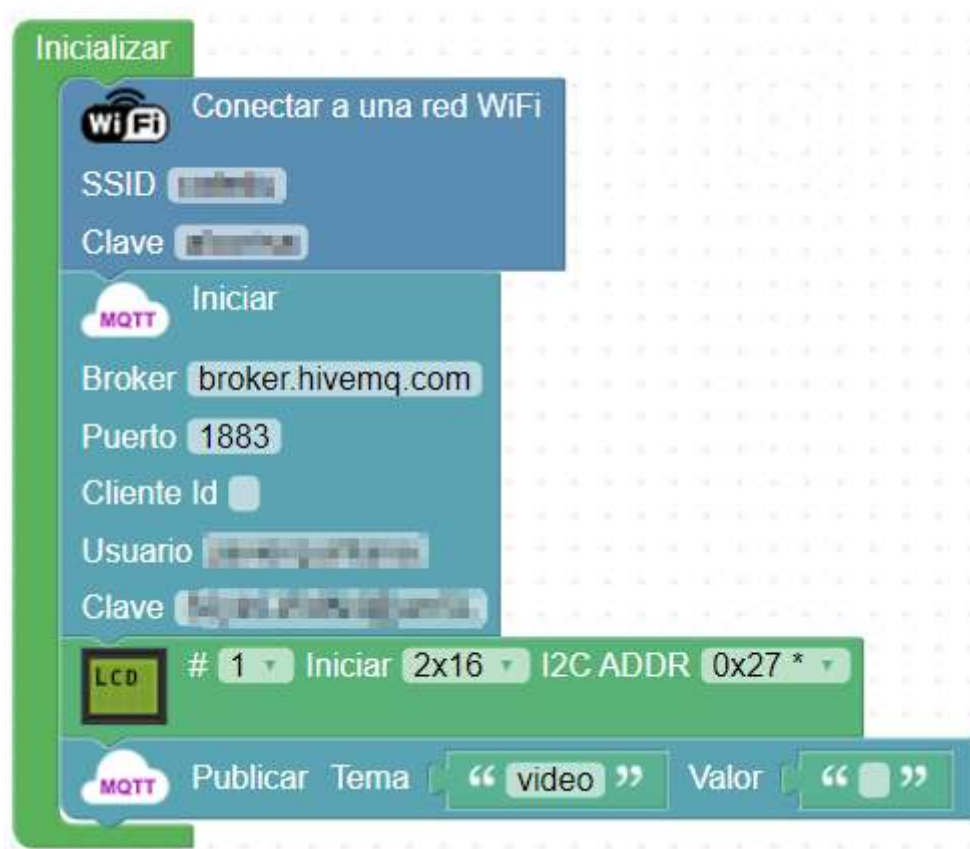 Inicializar
WiFi Conectar a una red WiFi
SSID
Clave
MQTT Iniciar
Broker broker.hivemq.com
Puerto 1883
Cliente Id
Usuario
Clave
LCD # 1 Iniciar 2x16 I2C ADDR 0x27 *
MQTT Publicar Tema “ video ” Valor “ ”